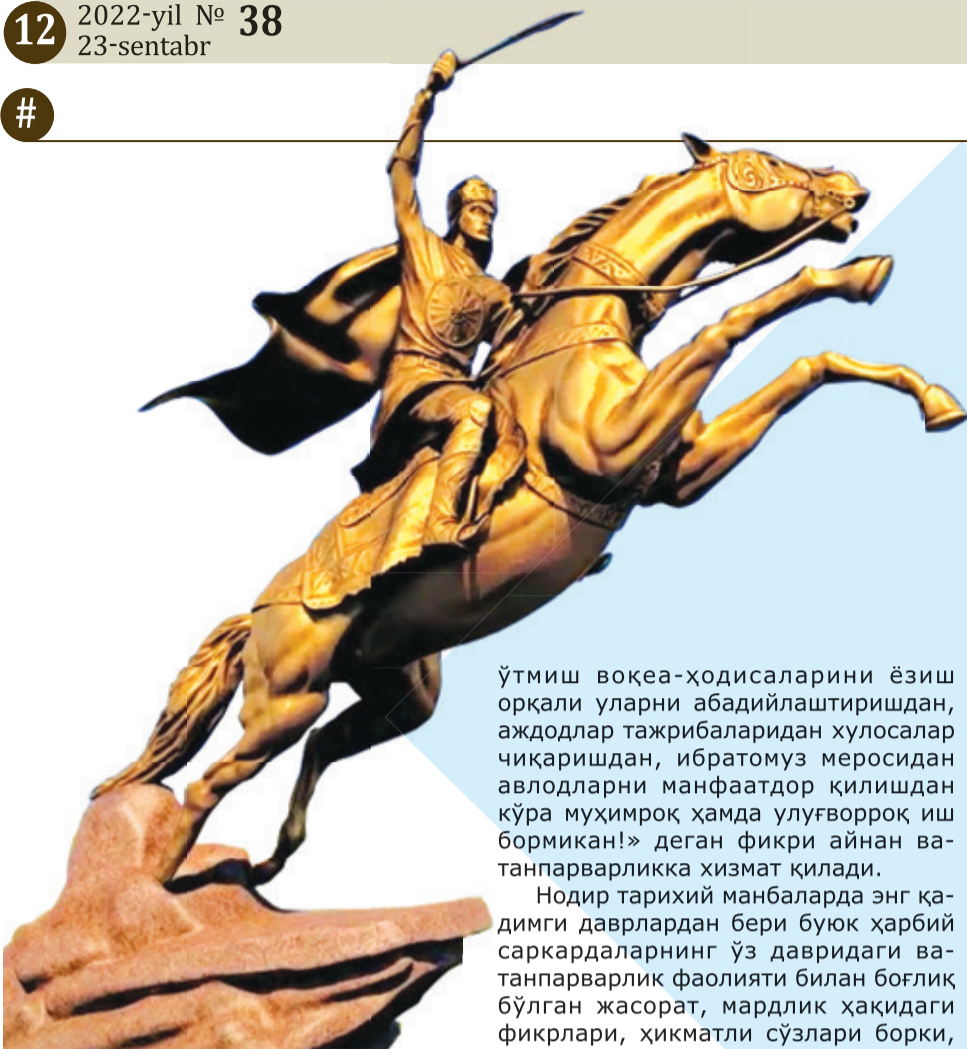 12
2022-yil № 38
23-sentabr
#
ўтмиш воқеа-ҳодисаларини ёзиш
орқали уларни абадийлаштиришдан,
аждодлар тажрибаларидан хулосалар
чиқаришдан, ибратомуз меросидан
авлодларни манфаатдор қилишдан
кўра муҳимроқ ҳамда улуғворроқ иш
бормикан!» деган фикри айнан ва-
танпарварликка хизмат қилади.
Нодир тарихий манбаларда энг қа-
димги даврлардан бери буюк ҳарбий
саркардаларнинг ўз давридаги ва-
танпарварлик фаолияти билан боғлиқ
бўлган жасорат, мардлик ҳақидаги
фикрлари, ҳикматли сўзлари борки,